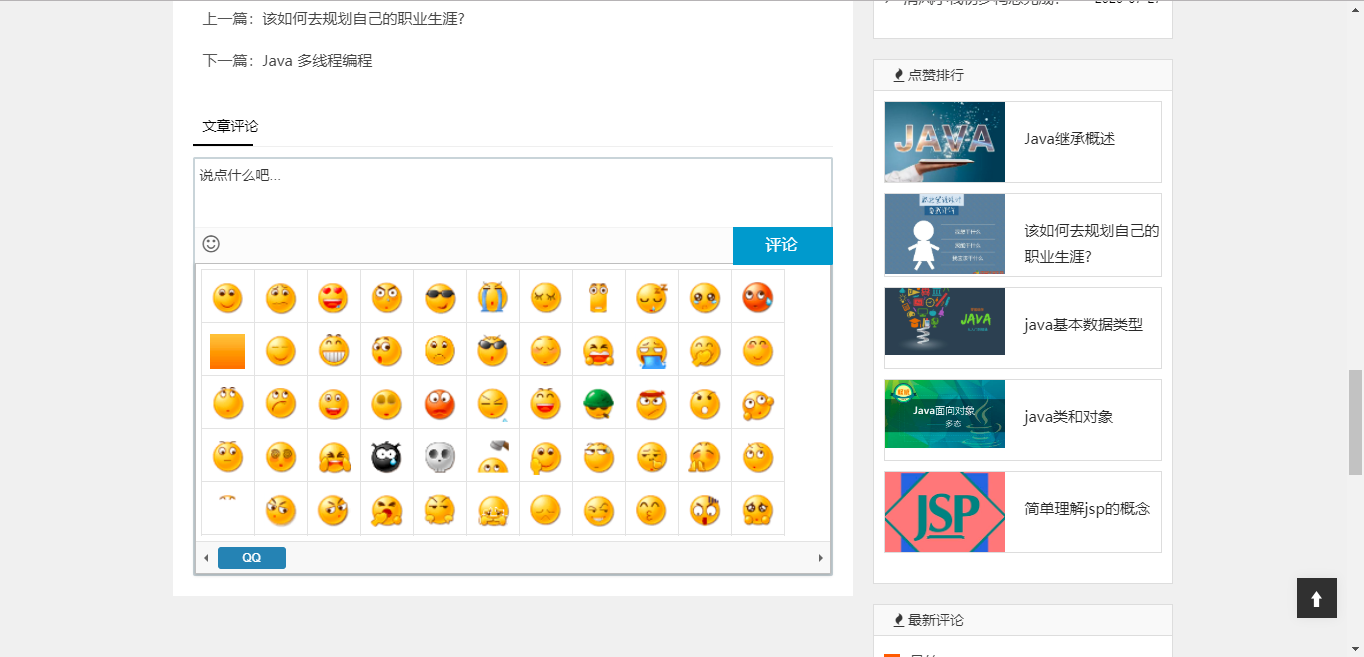 上一篇：该如何去规划自己的职业生涯?
下一篇：Java 多线程编程
文章评论
说点什么吧...
评论
QQ
点赞排行
JAVA
Java继承概述
该如何去规划自己的
职业生涯?
JAVA
java基本数据类型
Java面向对象
多态
java类和对象
JSP
简单理解jsp的概念
最新评论